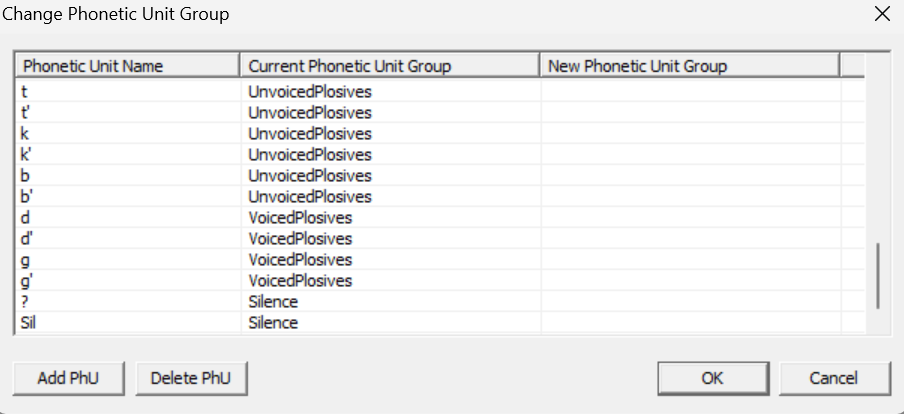 Change Phonetic Unit Group
Phonetic Unit Name Current Phonetic Unit Group New Phonetic Unit Group
t UnvoicedPlosives
t' UnvoicedPlosives
k UnvoicedPlosives
k' UnvoicedPlosives
b UnvoicedPlosives
b' UnvoicedPlosives
d VoicedPlosives
d' VoicedPlosives
g VoicedPlosives
g' VoicedPlosives
? Silence
Sil Silence
Add PhU Delete PhU OK Cancel